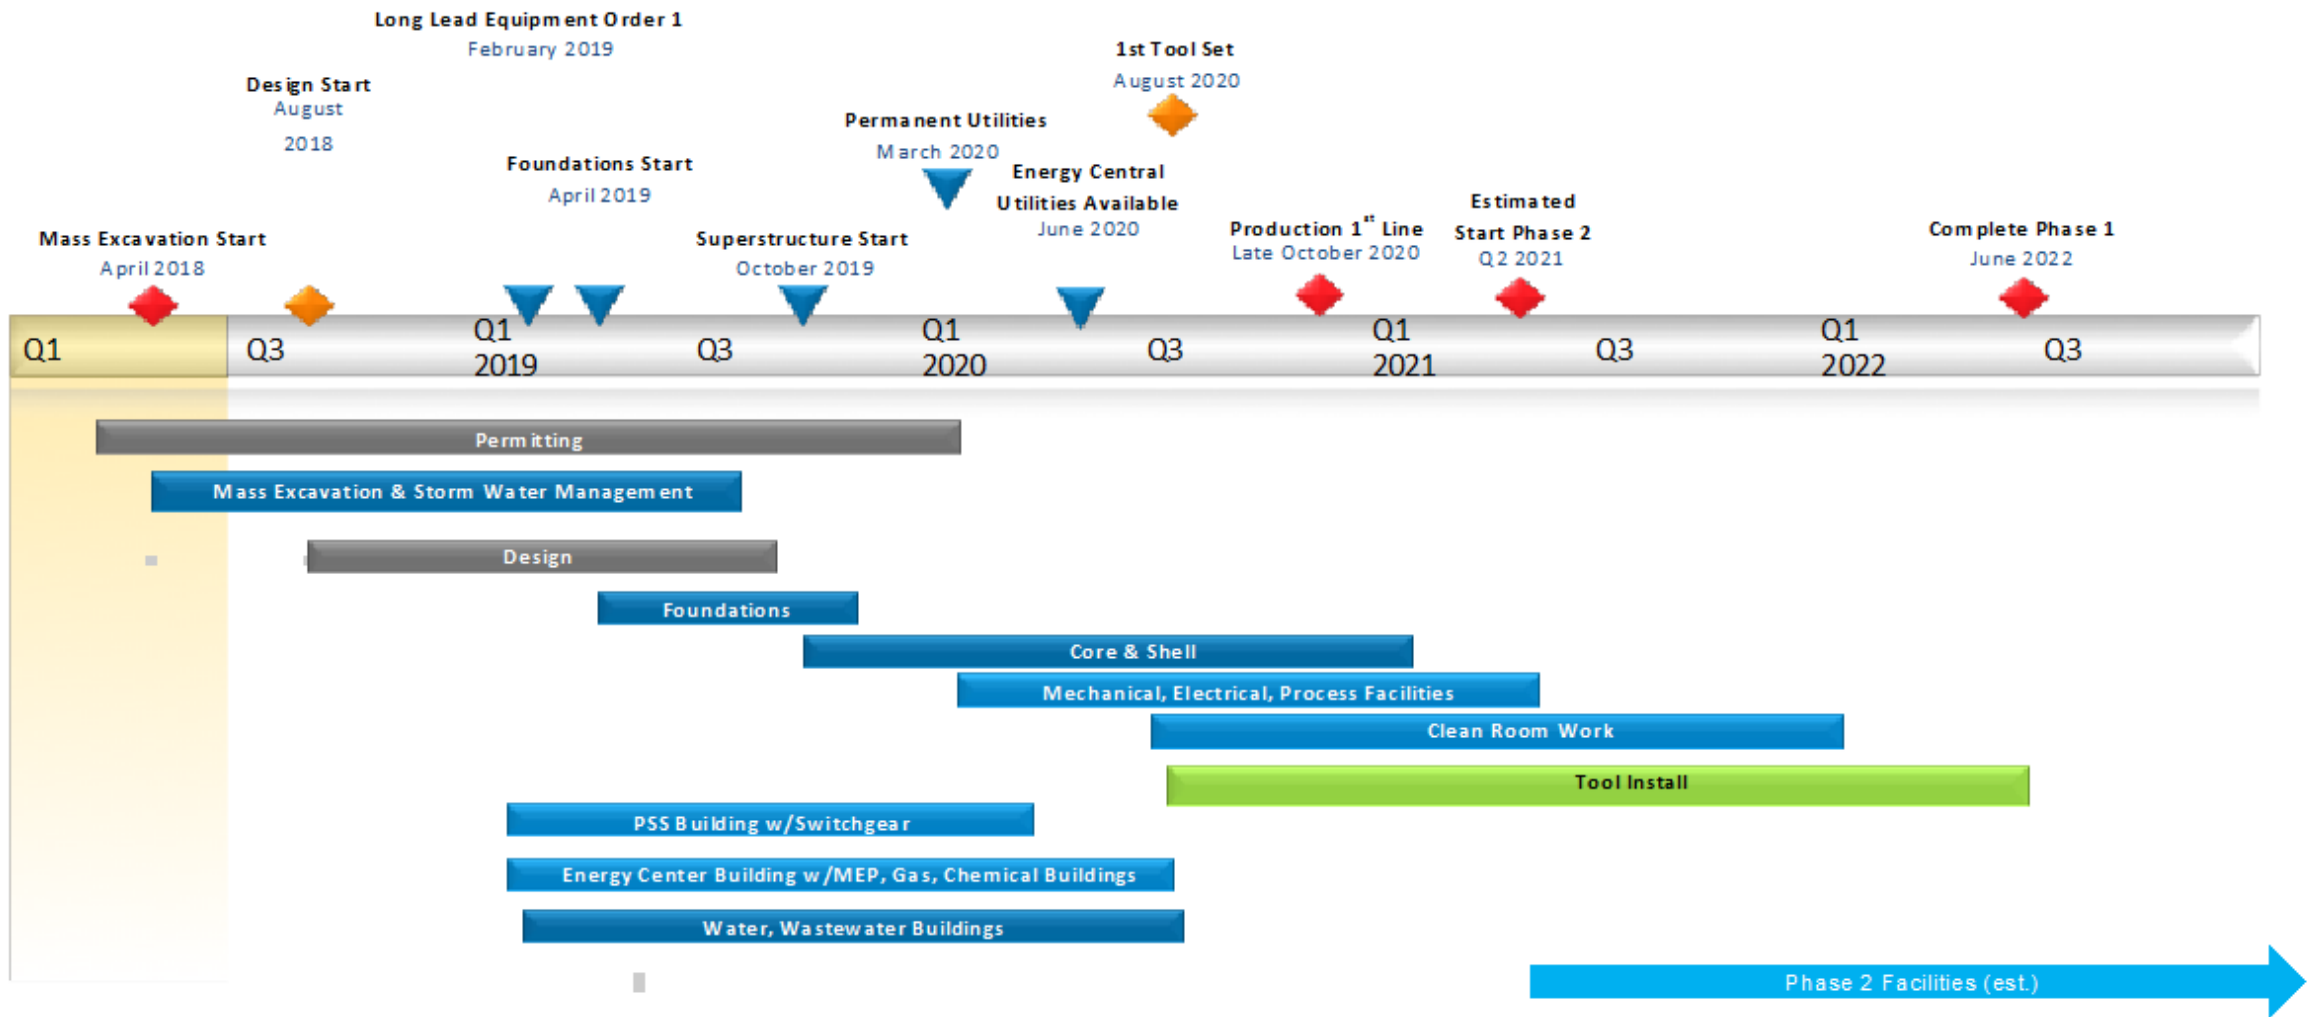 Long Lead Equipment Order 1
February 2019
1st Tool Set
August 2020
Design Start
August
2018
Permanent Utilities
March 2020
Foundations Start
April 2019
Energy Central
Utilities Available
June 2020
Estimated
Start Phase 2
Q2 2021
Mass Excavation Start
April 2018
Superstructure Start
October 2019
Production 1st Line
Late October 2020
Complete Phase 1
June 2022
Q1
Q3
Q1
2019
Q3
Q1
2020
Q3
Q1
2021
Q3
Q1
2022
Q3
Permitting
Mass Excavation & Storm Water Management
Design
Foundations
Core & Shell
Mechanical, Electrical, Process Facilities
Clean Room Work
Tool Install
PSS Building w/Switchgear
Energy Center Building w/MEP, Gas, Chemical Buildings
Water, Wastewater Buildings
Phase 2 Facilities (est.)